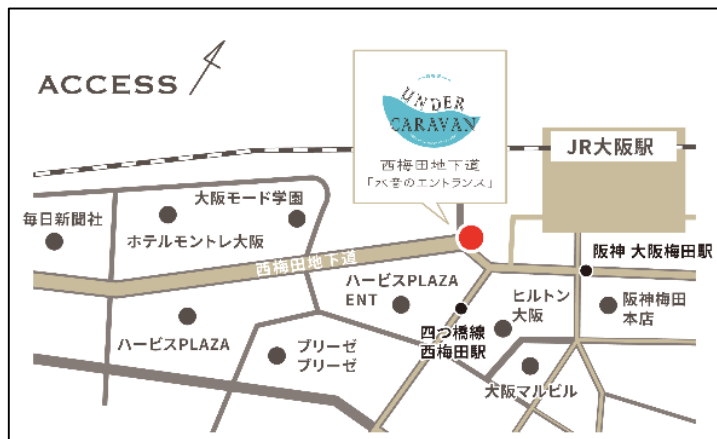 ACCESS
UNDER
CARAVAN
西梅田地下道
「水音のエントランス」
JR大阪駅
大阪モード学園
毎日新聞社
ホテルモントレ大阪
西梅田地下道
阪神 大阪梅田駅
ハービスPLAZA
ENT
ヒルトン
大阪
阪神梅田
本店
四つ橋線
西梅田駅
ハービスPLAZA
ブリーゼ
ブリーゼ
大阪マルビル